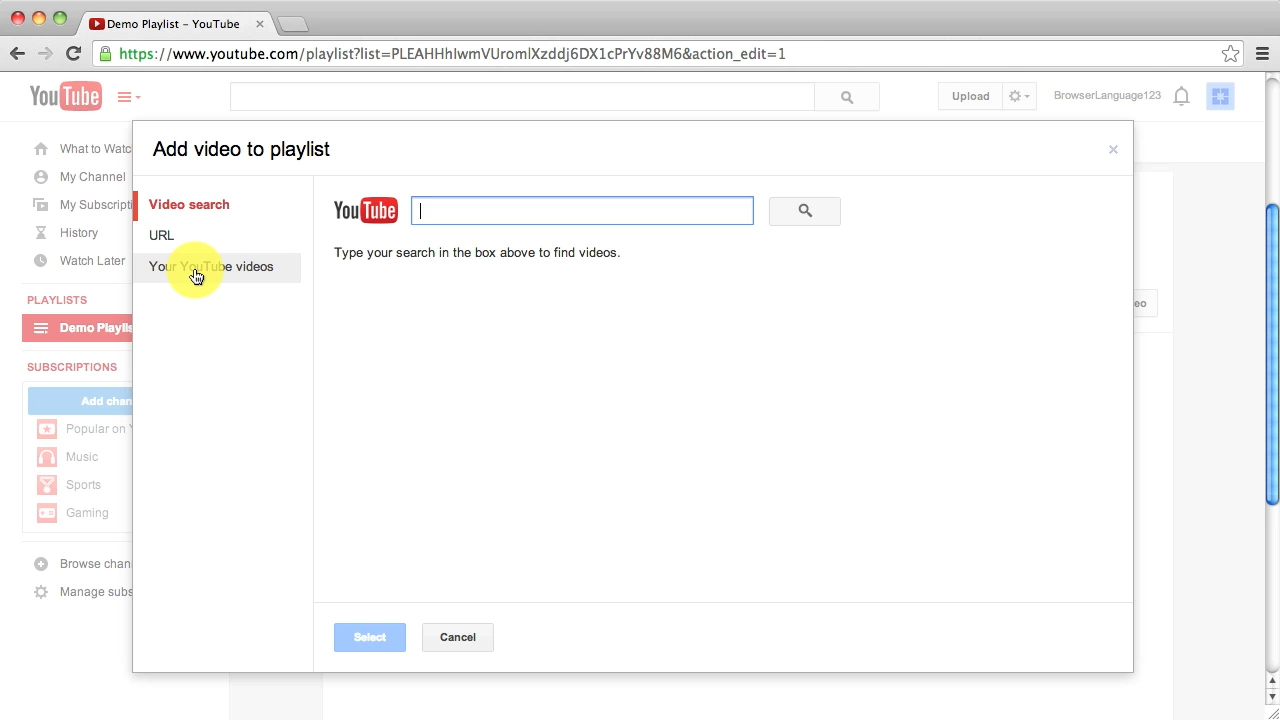 Demo Playlist - YouTube
https://www.youtube.com/playlist?list=PLEAHHhIwmVUromIXzddj6DX1cPrYv88M6&action_edit=1
YouTube
Upload
BrowserLanguage123
What to Watc
My Channel
My Subscripti
History
Watch Later
PLAYLISTS
Demo Playlis
SUBSCRIPTIONS
Add chan
Popular on Y
Music
Sports
Gaming
Browse chan
Manage subs
Add video to playlist
Video search
URL
Your YouTube videos
YouTube
Type your search in the box above to find videos.
eo
Select
Cancel